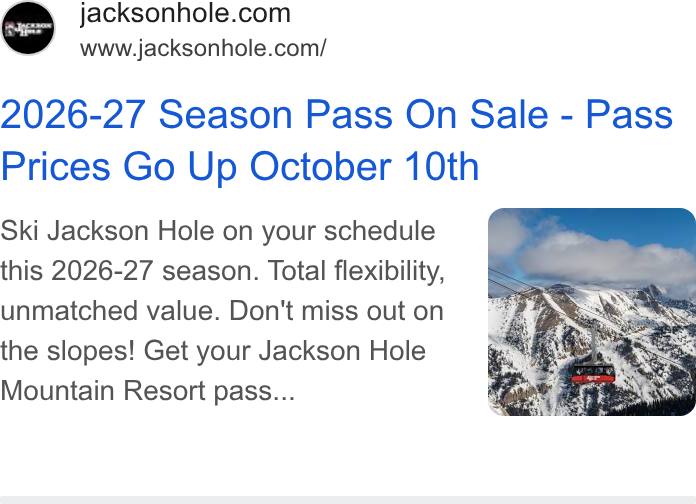 jacksonhole.com
www.jacksonhole.com/
2026-27 Season Pass On Sale - Pass
Prices Go Up October 10th
Ski Jackson Hole on your schedule
this 2026-27 season. Total flexibility,
unmatched value. Don't miss out on
the slopes! Get your Jackson Hole
Mountain Resort pass...
JACKSON
HOLE